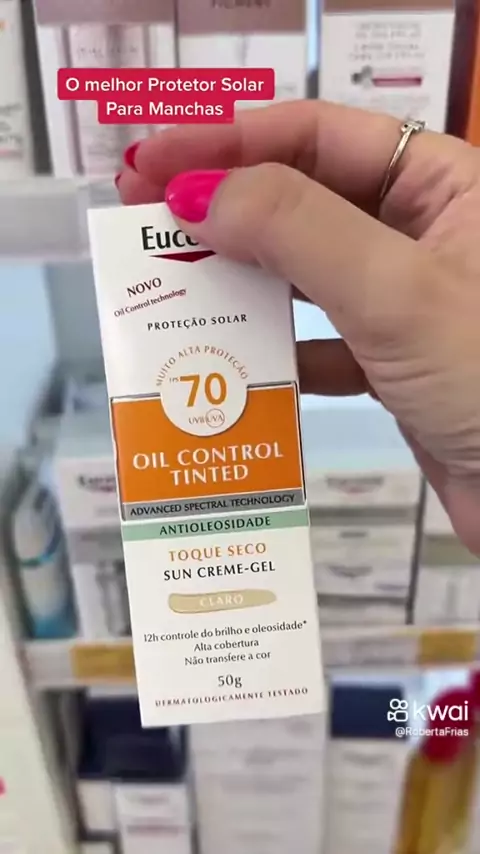 O melhor Protetor Solar
Para Manchas
NOVO
Oil Control technology
PROTEÇÃO SOLAR
MUITO ALTA PROTEÇÃO
FPS 70
UVB UVA
OIL CONTROL
TINTED
ADVANCED SPECTRAL TECHNOLOGY
ANTIOLEOSIDADE
TOQUE SECO
SUN CREME-GEL
CLARO
12h controle do brilho e oleosidade*
Alta cobertura
Não transfere a cor
50g
DERMATOLOGICAMENTE TESTADO
kwai
@RobertaFrias